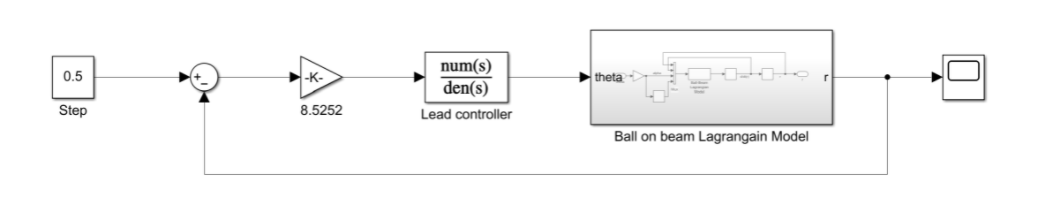 0.5
Step
+
−
-K-
8.5252
num(s)
den(s)
Lead controller
theta
r
Ball on beam Lagrangain Model